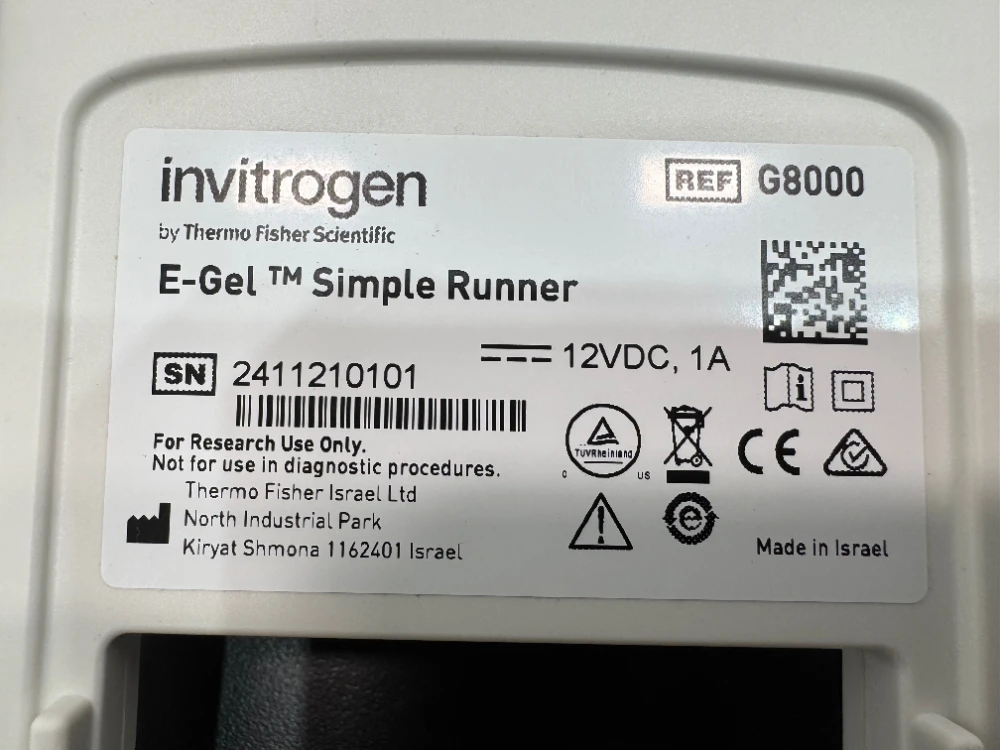 invitrogen
by Thermo Fisher Scientific
REF G8000
E-Gel ™ Simple Runner
SN 2411210101
12VDC, 1A
For Research Use Only.
Not for use in diagnostic procedures.
Thermo Fisher Israel Ltd
North Industrial Park
Kiryat Shmona 1162401 Israel
i
TÜVRheinland
C US
CE
e
Made in Israel